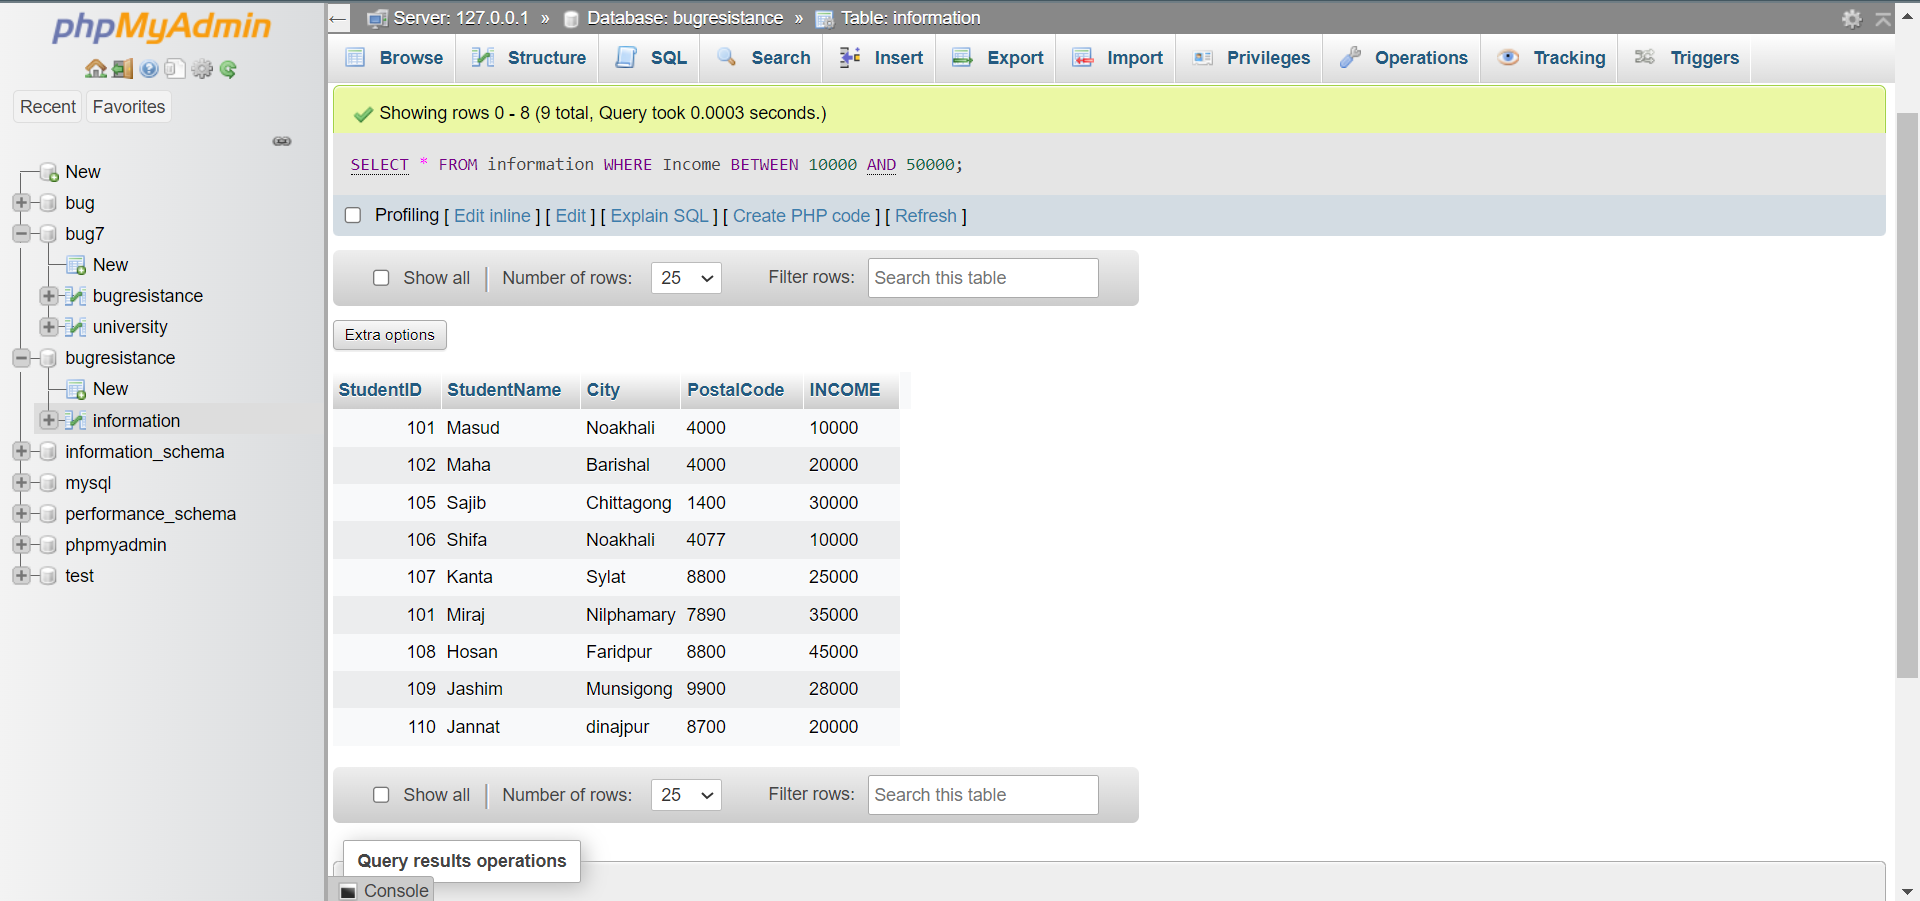 phpMyAdmin
Recent Favorites
New
bug
bug7
New
bugresistance
university
bugresistance
New
information
information_schema
mysql
performance_schema
phpmyadmin
test
Server: 127.0.0.1 » Database: bugresistance » Table: information
Browse Structure SQL Search Insert Export Import Privileges Operations Tracking Triggers
Showing rows 0 - 8 (9 total, Query took 0.0003 seconds.)
SELECT * FROM information WHERE Income BETWEEN 10000 AND 50000;
Profiling [ Edit inline ] [ Edit ] [ Explain SQL ] [ Create PHP code ] [ Refresh ]
Show all | Number of rows: 25 Filter rows: Search this table
Extra options
StudentID StudentName City PostalCode INCOME
101 Masud Noakhali 4000 10000
102 Maha Barishal 4000 20000
105 Sajib Chittagong 1400 30000
106 Shifa Noakhali 4077 10000
107 Kanta Sylat 8800 25000
101 Miraj Nilphamary 7890 35000
108 Hosan Faridpur 8800 45000
109 Jashim Munsigong 9900 28000
110 Jannat dinajpur 8700 20000
Show all | Number of rows: 25 Filter rows: Search this table
Query results operations
Console